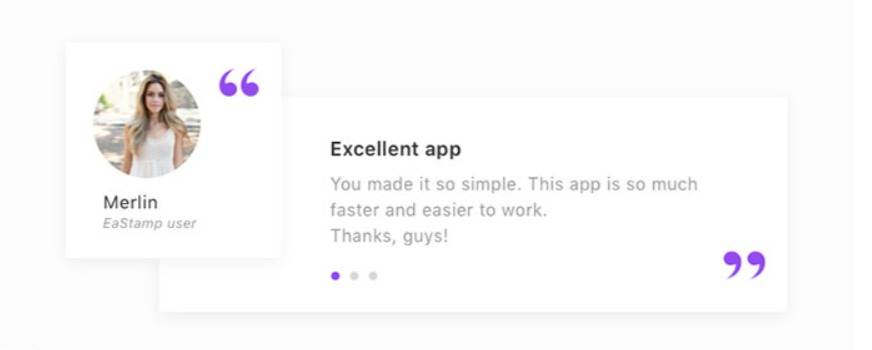 “
Merlin
EaStamp user
Excellent app
You made it so simple. This app is so much
faster and easier to work.
Thanks, guys!
”